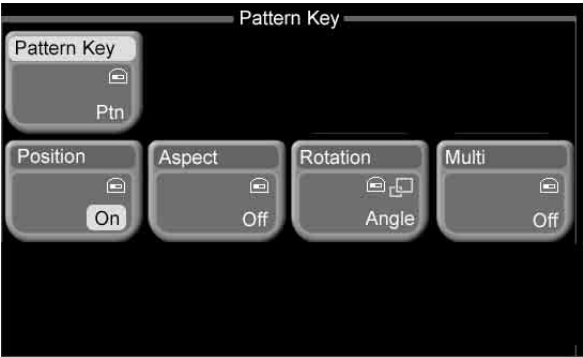 Pattern Key
Pattern Key
Ptn
Position Aspect Rotation Multi
On Off Angle Off